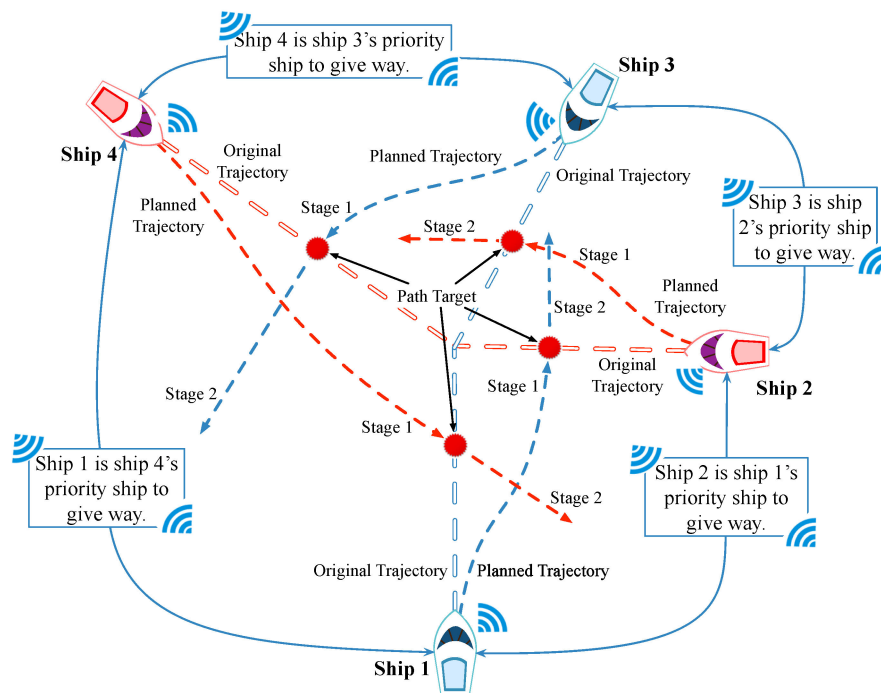 Ship 4 is ship 3's priority
ship to give way.
Ship 3
Ship 4
Original
Trajectory
Planned Trajectory
Original Trajectory
Planned
Trajectory
Stage 1
Stage 2
Stage 1
Ship 3 is ship
2's priority ship
to give way.
Planned
Trajectory
Path Target
Stage 2
Original
Trajectory
Ship 2
Stage 2
Stage 1
Stage 1
Ship 1 is ship 4's
priority ship to
give way.
Ship 2 is ship 1's
priority ship to
give way.
Stage 2
Original Trajectory
Planned Trajectory
Ship 1